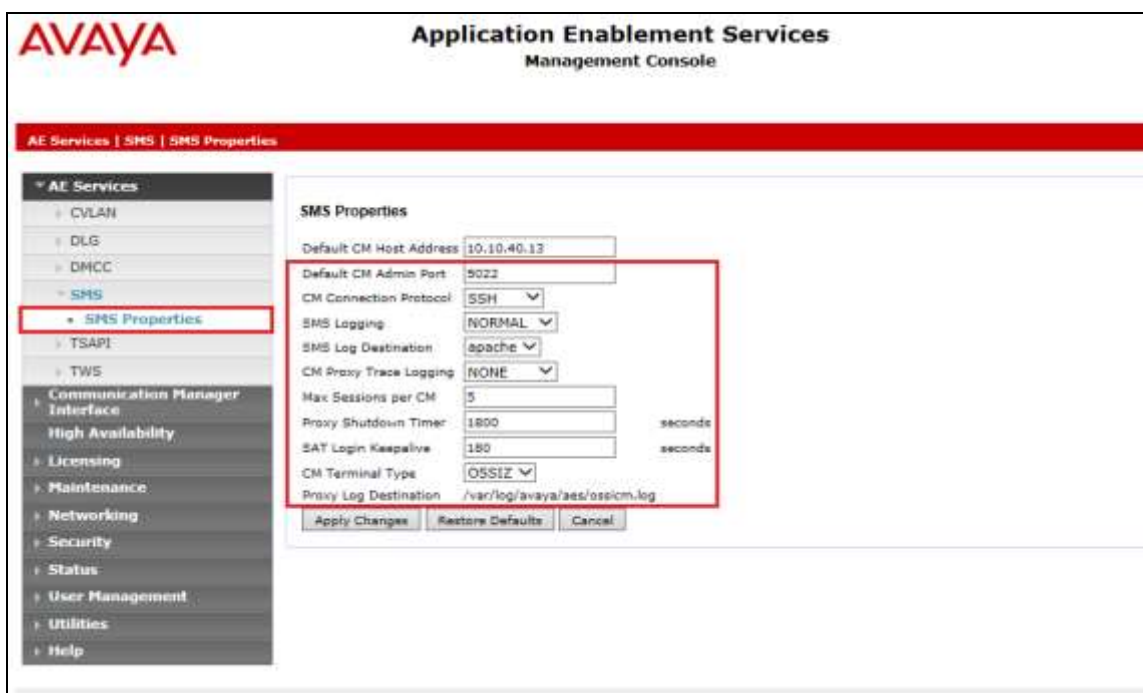 AVAYA
Application Enablement Services
Management Console
AE Services | SMS | SMS Properties
AE Services
CVLAN
DLG
DMCC
SMS
SMS Properties
TSAPI
TWS
Communication Manager
Interface
High Availability
Licensing
Maintenance
Networking
Security
Status
User Management
Utilities
Help
SMS Properties
Default CM Host Address 10.10.40.13
Default CM Admin Port 5022
CM Connection Protocol SSH
SMS Logging NORMAL
SMS Log Destination apache
CM Proxy Trace Logging NONE
Max Sessions per CM 5
Proxy Shutdown Timer 1800 seconds
SAT Login Keepalive 180 seconds
CM Terminal Type OSSIZ
Proxy Log Destination /var/log/avaya/aes/ossicm.log
Apply Changes Restore Defaults Cancel